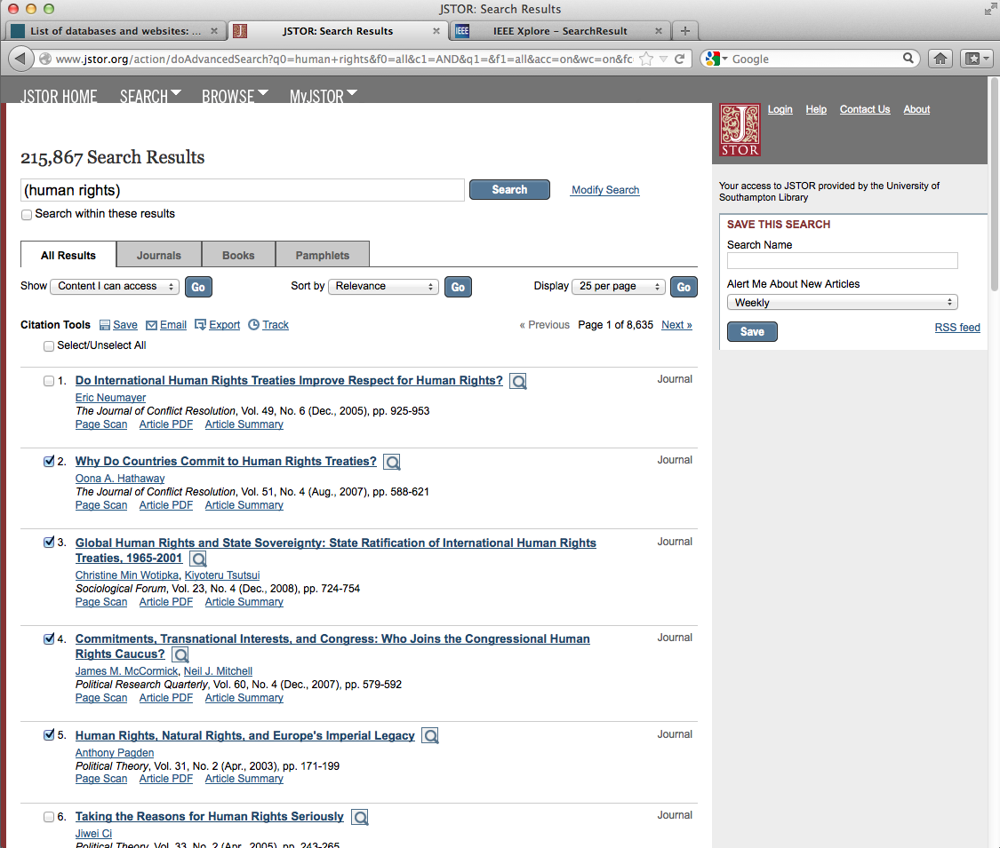 JSTOR: Search Results
List of databases and websites: ...
JSTOR: Search Results
IEEE
IEEE Xplore – SearchResult
www.jstor.org/action/doAdvancedSearch?q0=human+rights&f0=all&c1=AND&q1=&f1=all&acc=on&wc=on&fc
Google
JSTOR HOME SEARCH BROWSE MyJSTOR
J
STOR
Login Help Contact Us About
215,867 Search Results
(human rights)
Search
Modify Search
Search within these results
Your access to JSTOR provided by the University of
Southampton Library
SAVE THIS SEARCH
Search Name
Alert Me About New Articles
Weekly
Save
RSS feed
All Results Journals Books Pamphlets
Show Content I can access Go Sort by Relevance Go Display 25 per page Go
Citation Tools Save Email Export Track « Previous Page 1 of 8,635 Next »
Select/Unselect All
1. Do International Human Rights Treaties Improve Respect for Human Rights? Journal
Eric Neumayer
The Journal of Conflict Resolution, Vol. 49, No. 6 (Dec., 2005), pp. 925-953
Page Scan Article PDF Article Summary
2. Why Do Countries Commit to Human Rights Treaties? Journal
Oona A. Hathaway
The Journal of Conflict Resolution, Vol. 51, No. 4 (Aug., 2007), pp. 588-621
Page Scan Article PDF Article Summary
3. Global Human Rights and State Sovereignty: State Ratification of International Human Rights Journal
Treaties, 1965-2001
Christine Min Wotipka, Kiyoteru Tsutsui
Sociological Forum, Vol. 23, No. 4 (Dec., 2008), pp. 724-754
Page Scan Article PDF Article Summary
4. Commitments, Transnational Interests, and Congress: Who Joins the Congressional Human Journal
Rights Caucus?
James M. McCormick, Neil J. Mitchell
Political Research Quarterly, Vol. 60, No. 4 (Dec., 2007), pp. 579-592
Page Scan Article PDF Article Summary
5. Human Rights, Natural Rights, and Europe's Imperial Legacy Journal
Anthony Pagden
Political Theory, Vol. 31, No. 2 (Apr., 2003), pp. 171-199
Page Scan Article PDF Article Summary
6. Taking the Reasons for Human Rights Seriously Journal
Jiwei Ci
Political Theory, Vol. 33, No. 2 (Apr., 2005), pp. 243-265